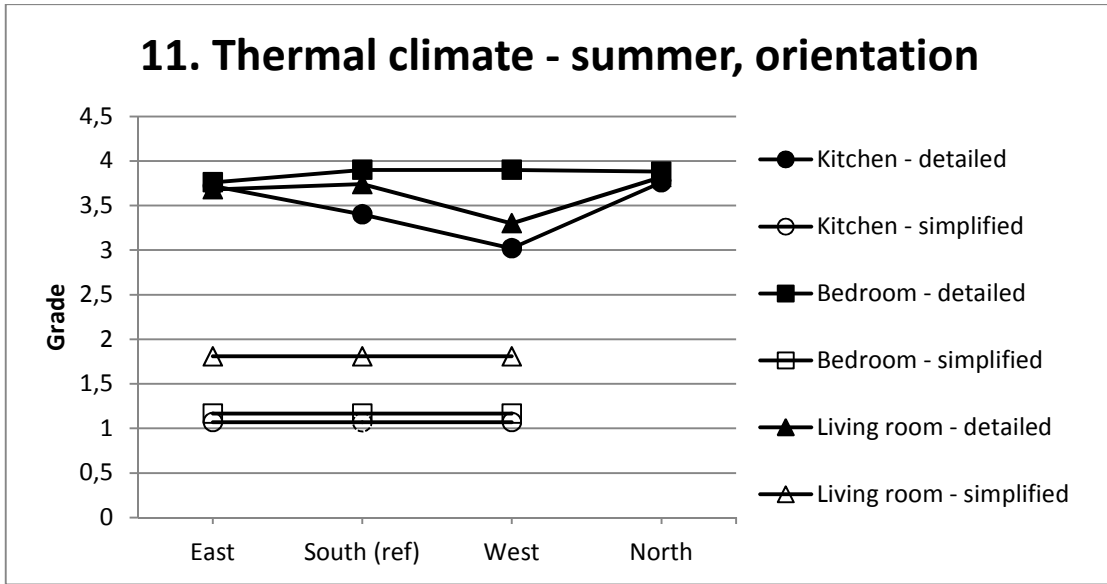 11. Thermal climate - summer, orientation
4,5
4
3,5
3
2,5
2
1,5
1
0,5
0
Grade
East
South (ref)
West
North
Kitchen - detailed
Kitchen - simplified
Bedroom - detailed
Bedroom - simplified
Living room - detailed
Living room - simplified